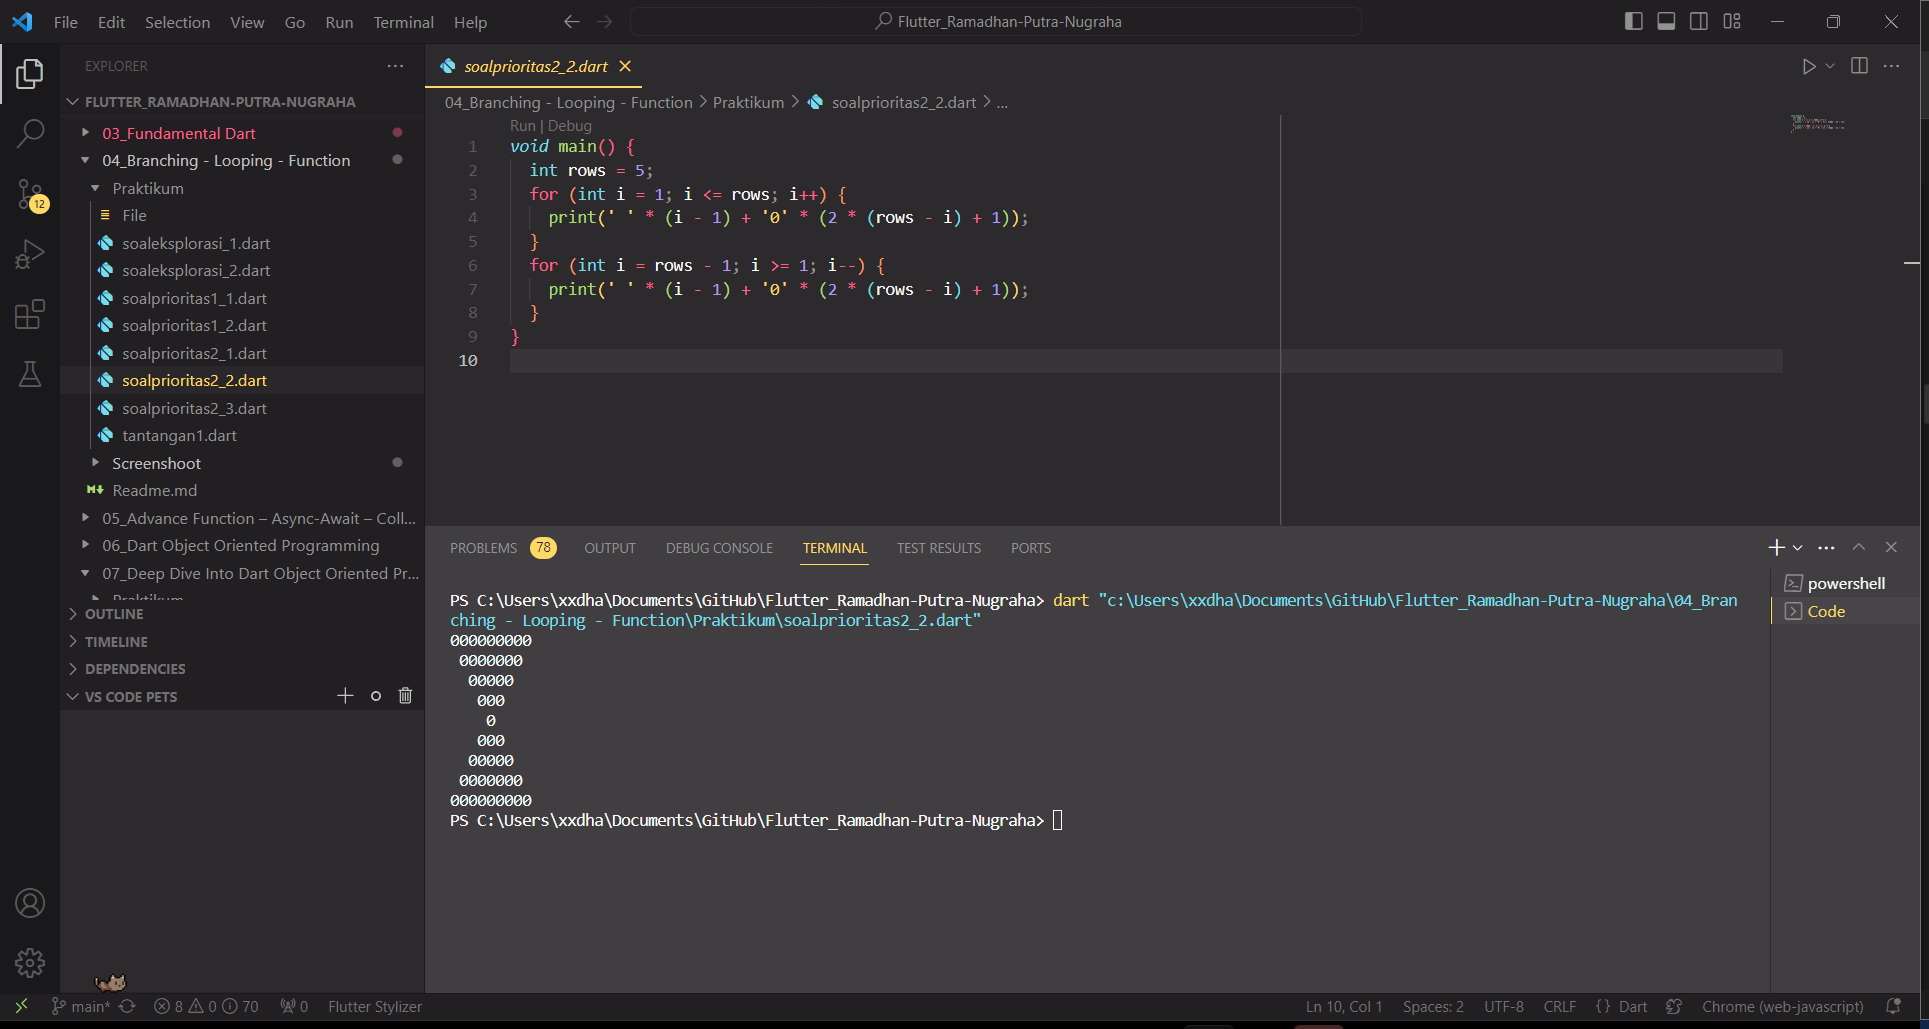 File Edit Selection View Go Run Terminal Help
Flutter_Ramadhan-Putra-Nugraha
EXPLORER
FLUTTER_RAMADHAN-PUTRA-NUGRAHA
03_Fundamental Dart
04_Branching - Looping - Function
Praktikum
File
soaleksplorasi_1.dart
soaleksplorasi_2.dart
soalprioritas1_1.dart
soalprioritas1_2.dart
soalprioritas2_1.dart
soalprioritas2_2.dart
soalprioritas2_3.dart
tantangan1.dart
Screenshoot
Readme.md
05_Advance Function – Async-Await – Coll...
06_Dart Object Oriented Programming
07_Deep Dive Into Dart Object Oriented Pr...
Praktikum
OUTLINE
TIMELINE
DEPENDENCIES
VS CODE PETS
12
soalprioritas2_2.dart
04_Branching - Looping - Function > Praktikum > soalprioritas2_2.dart > ...
Run | Debug
1 void main() {
2 int rows = 5;
3 for (int i = 1; i <= rows; i++) {
4 print(' ' * (i - 1) + '0' * (2 * (rows - i) + 1));
5 }
6 for (int i = rows - 1; i >= 1; i--) {
7 print(' ' * (i - 1) + '0' * (2 * (rows - i) + 1));
8 }
9 }
10
PROBLEMS 78 OUTPUT DEBUG CONSOLE TERMINAL TEST RESULTS PORTS
powershell
Code
PS C:\Users\xxdha\Documents\GitHub\Flutter_Ramadhan-Putra-Nugraha> dart "c:\Users\xxdha\Documents\GitHub\Flutter_Ramadhan-Putra-Nugraha\04_Bran
ching - Looping - Function\Praktikum\soalprioritas2_2.dart"
000000000
 0000000
  00000
   000
    0
   000
  00000
 0000000
000000000
PS C:\Users\xxdha\Documents\GitHub\Flutter_Ramadhan-Putra-Nugraha>
main* 8 0 70 0 Flutter Stylizer
Ln 10, Col 1 Spaces: 2 UTF-8 CRLF {} Dart Chrome (web-javascript)